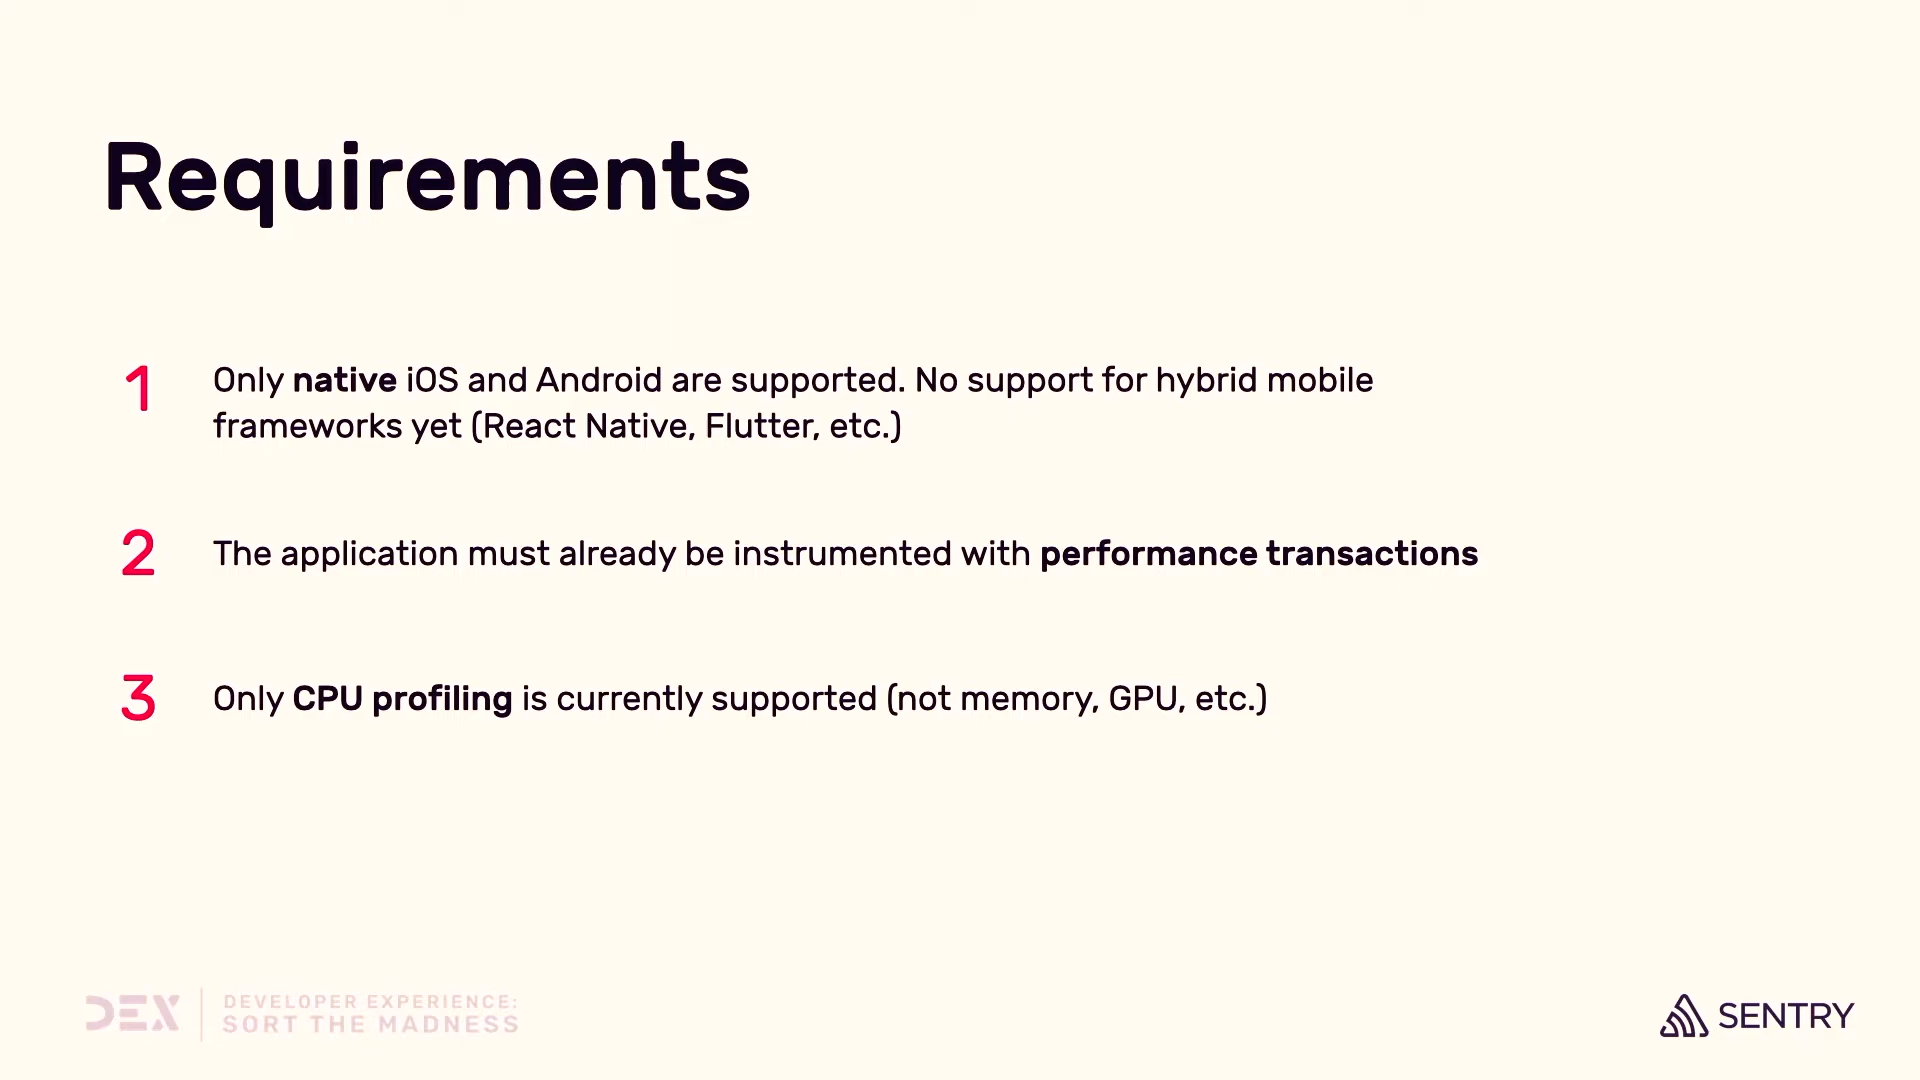 Requirements
1
Only native iOS and Android are supported. No support for hybrid mobile
frameworks yet (React Native, Flutter, etc.)
2
The application must already be instrumented with performance transactions
3
Only CPU profiling is currently supported (not memory, GPU, etc.)
DEX
DEVELOPER EXPERIENCE:
SORT THE MADNESS
SENTRY